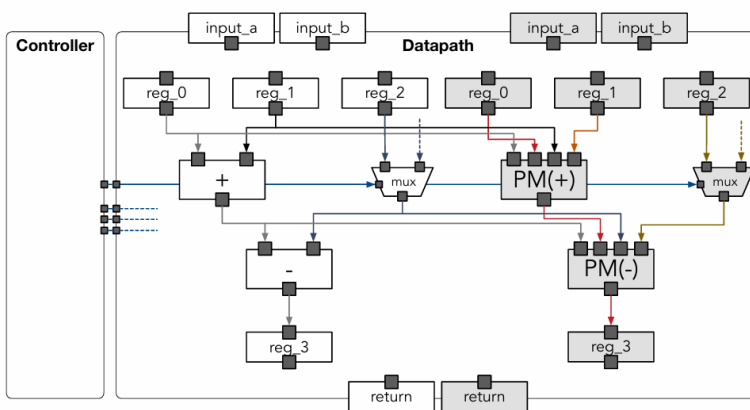 input_a
input_b
input_a
input_b
Controller
Datapath
reg_0
reg_1
reg_2
reg_0
reg_1
reg_2
+
mux
PM(+)
mux
-
PM(-)
reg_3
reg_3
return
return